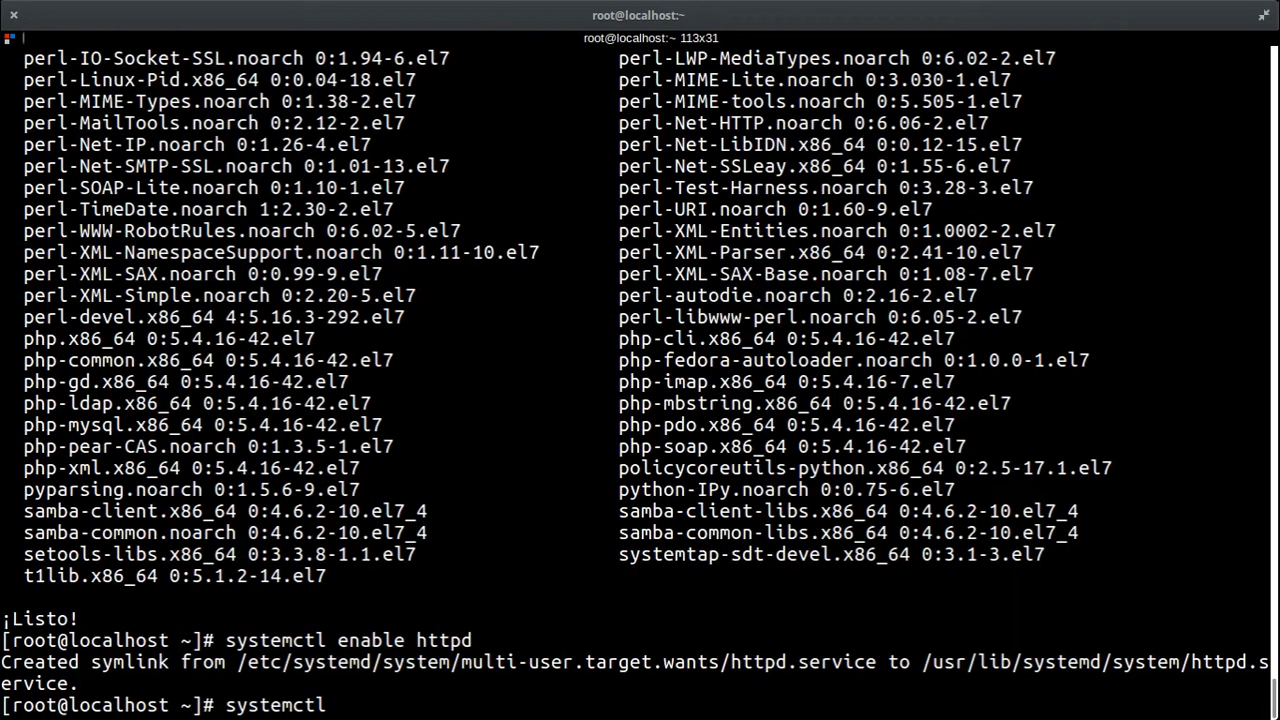 root@localhost:~
root@localhost:~ 113x31
perl-IO-Socket-SSL.noarch 0:1.94-6.el7 perl-LWP-MediaTypes.noarch 0:6.02-2.el7
perl-Linux-Pid.x86_64 0:0.04-18.el7 perl-MIME-Lite.noarch 0:3.030-1.el7
perl-MIME-Types.noarch 0:1.38-2.el7 perl-MIME-tools.noarch 0:5.505-1.el7
perl-MailTools.noarch 0:2.12-2.el7 perl-Net-HTTP.noarch 0:6.06-2.el7
perl-Net-IP.noarch 0:1.26-4.el7 perl-Net-LibIDN.x86_64 0:0.12-15.el7
perl-Net-SMTP-SSL.noarch 0:1.01-13.el7 perl-Net-SSLeay.x86_64 0:1.55-6.el7
perl-SOAP-Lite.noarch 0:1.10-1.el7 perl-Test-Harness.noarch 0:3.28-3.el7
perl-TimeDate.noarch 1:2.30-2.el7 perl-URI.noarch 0:1.60-9.el7
perl-WWW-RobotRules.noarch 0:6.02-5.el7 perl-XML-Entities.noarch 0:1.0002-2.el7
perl-XML-NamespaceSupport.noarch 0:1.11-10.el7 perl-XML-Parser.x86_64 0:2.41-10.el7
perl-XML-SAX.noarch 0:0.99-9.el7 perl-XML-SAX-Base.noarch 0:1.08-7.el7
perl-XML-Simple.noarch 0:2.20-5.el7 perl-autodie.noarch 0:2.16-2.el7
perl-devel.x86_64 4:5.16.3-292.el7 perl-libwww-perl.noarch 0:6.05-2.el7
php.x86_64 0:5.4.16-42.el7 php-cli.x86_64 0:5.4.16-42.el7
php-common.x86_64 0:5.4.16-42.el7 php-fedora-autoloader.noarch 0:1.0.0-1.el7
php-gd.x86_64 0:5.4.16-42.el7 php-imap.x86_64 0:5.4.16-7.el7
php-ldap.x86_64 0:5.4.16-42.el7 php-mbstring.x86_64 0:5.4.16-42.el7
php-mysql.x86_64 0:5.4.16-42.el7 php-pdo.x86_64 0:5.4.16-42.el7
php-pear-CAS.noarch 0:1.3.5-1.el7 php-soap.x86_64 0:5.4.16-42.el7
php-xml.x86_64 0:5.4.16-42.el7 policycoreutils-python.x86_64 0:2.5-17.1.el7
pyparsing.noarch 0:1.5.6-9.el7 python-IPy.noarch 0:0.75-6.el7
samba-client.x86_64 0:4.6.2-10.el7_4 samba-client-libs.x86_64 0:4.6.2-10.el7_4
samba-common.noarch 0:4.6.2-10.el7_4 samba-common-libs.x86_64 0:4.6.2-10.el7_4
setools-libs.x86_64 0:3.3.8-1.1.el7 systemtap-sdt-devel.x86_64 0:3.1-3.el7
t1lib.x86_64 0:5.1.2-14.el7
¡Listo!
[root@localhost ~]# systemctl enable httpd
Created symlink from /etc/systemd/system/multi-user.target.wants/httpd.service to /usr/lib/systemd/system/httpd.s
ervice.
[root@localhost ~]# systemctl